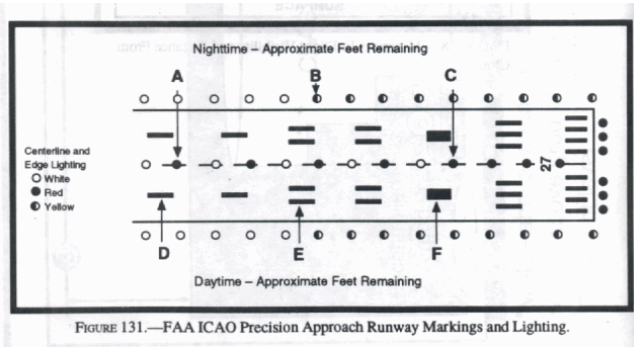 Nighttime – Approximate Feet Remaining
A B C
Centerline and
Edge Lighting
White
Red
Yellow
27
D E F
Daytime – Approximate Feet Remaining
FIGURE 131.—FAA ICAO Precision Approach Runway Markings and Lighting.